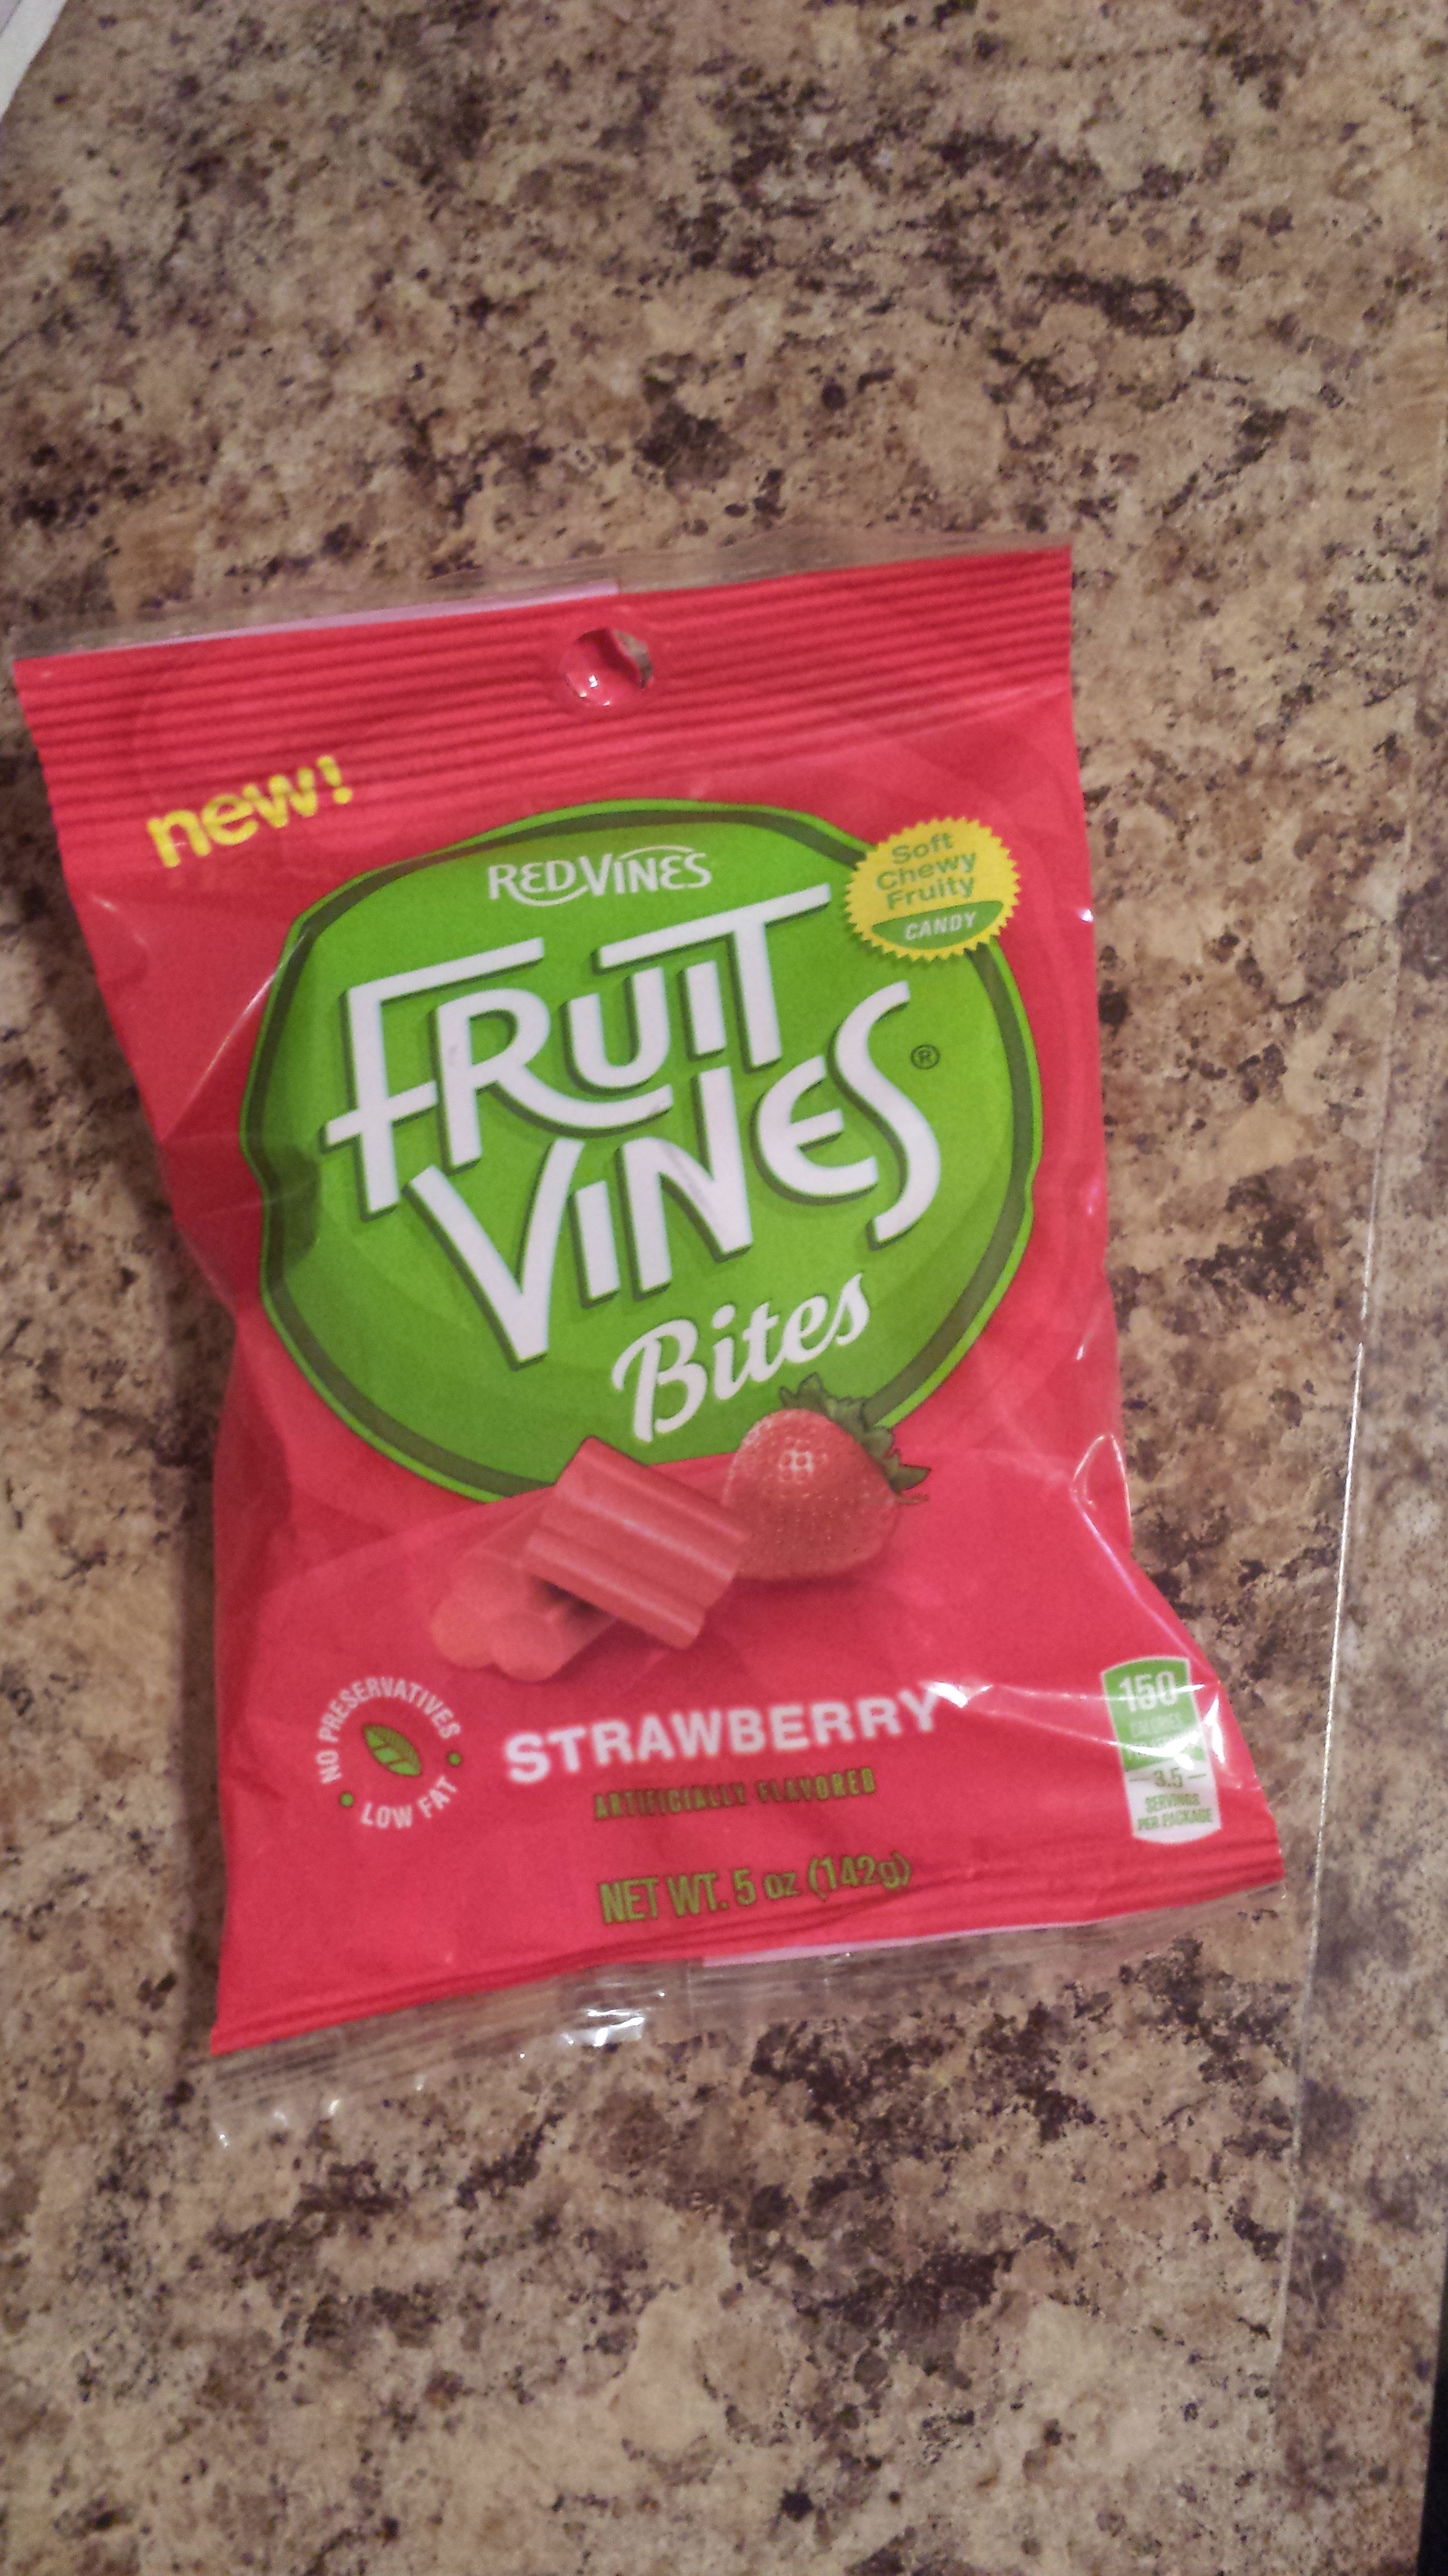 new!
RED VINES
Soft
Chewy
Fruity
CANDY
FRUIT
VINES®
Bites
NO PRESERVATIVES
LOW FAT
STRAWBERRY
ARTIFICIALLY FLAVORED
150
CALORIES
3.5
SERVINGS
PER PACKAGE
NET WT. 5 oz (142g)